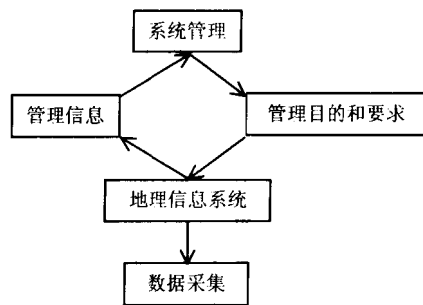 系统管理
管理信息
管理目的和要求
地理信息系统
数据采集